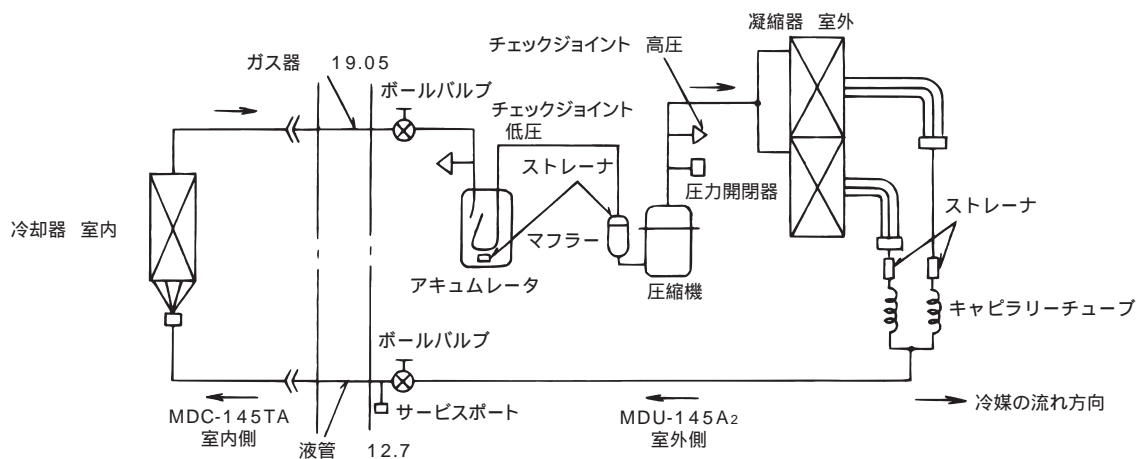 凝縮器 室外
チェックジョイント 高圧
ガス器 19.05
ボールバルブ
チェックジョイント
低圧
ストレーナ
圧力開閉器
ストレーナ
冷却器 室内
マフラー
アキュムレータ
圧縮機
キャピラリーチューブ
ボールバルブ
MDC-145TA
室内側
サービスポート
MDU-145A2
室外側
冷媒の流れ方向
液管 12.7